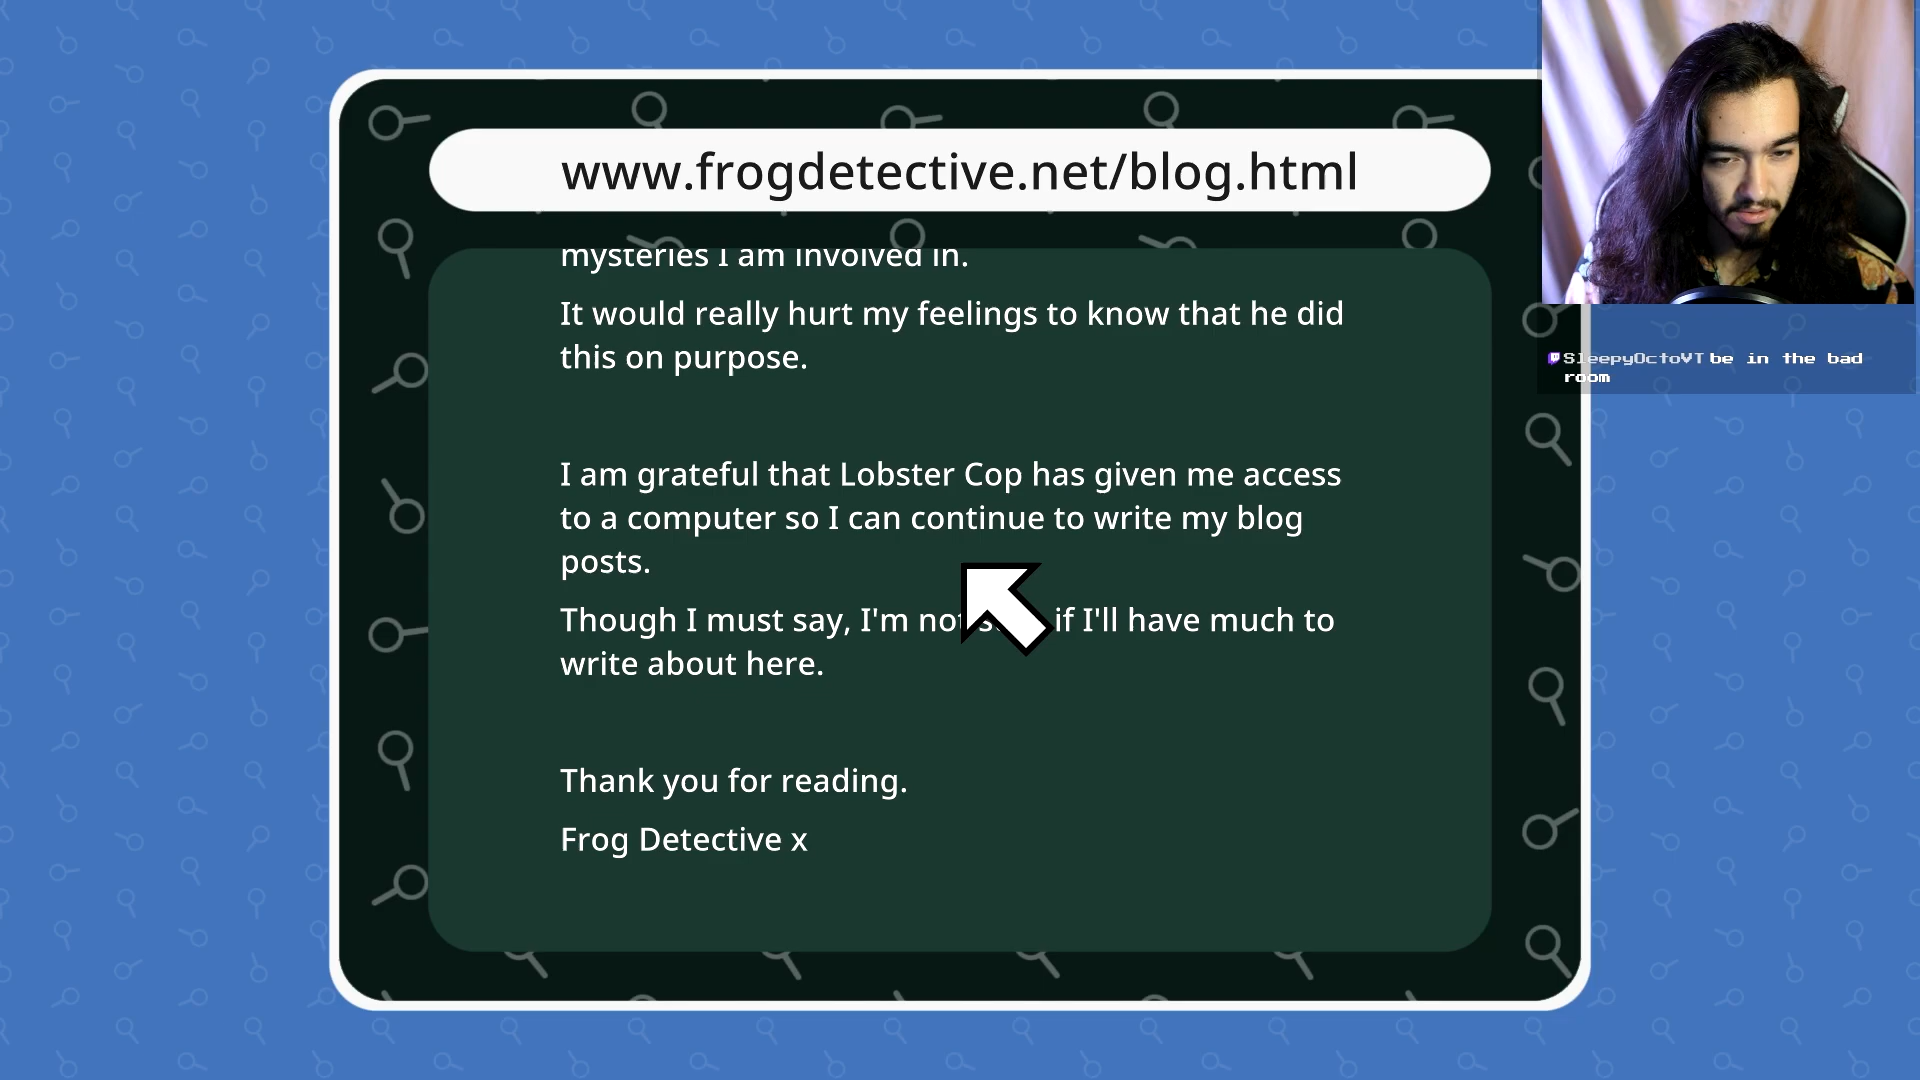 www.frogdetective.net/blog.html
mysteries I am involved in.
It would really hurt my feelings to know that he did
this on purpose.
I am grateful that Lobster Cop has given me access
to a computer so I can continue to write my blog
posts.
Though I must say, I'm not if I'll have much to
write about here.
Thank you for reading.
Frog Detective x
SleepyOctoVT be in the bad
room